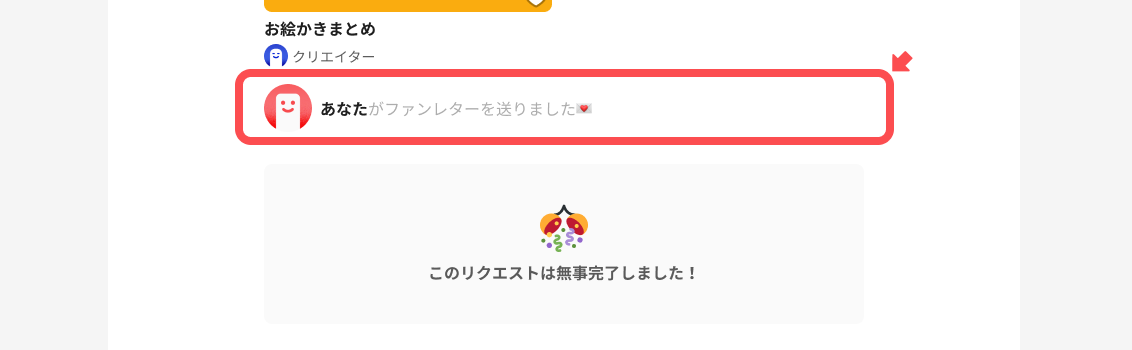 お絵かきまとめ
クリエイター
あなたがファンレターを送りました💌
このリクエストは無事完了しました！